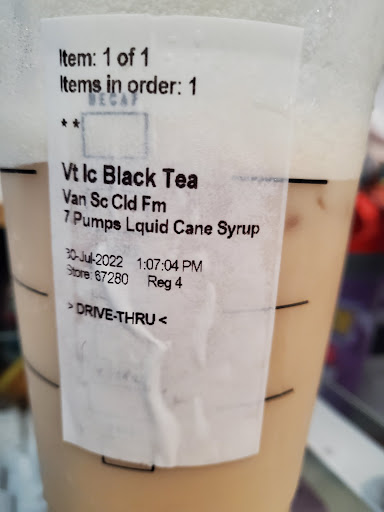 Item: 1 of 1
Items in order: 1
DECAF
**
Vt Ic Black Tea
Van Sc Cld Fm
7 Pumps Lquid Cane Syrup
30-Jul-2022 1:07:04 PM
Store: 67280 Reg 4
> DRIVE-THRU <